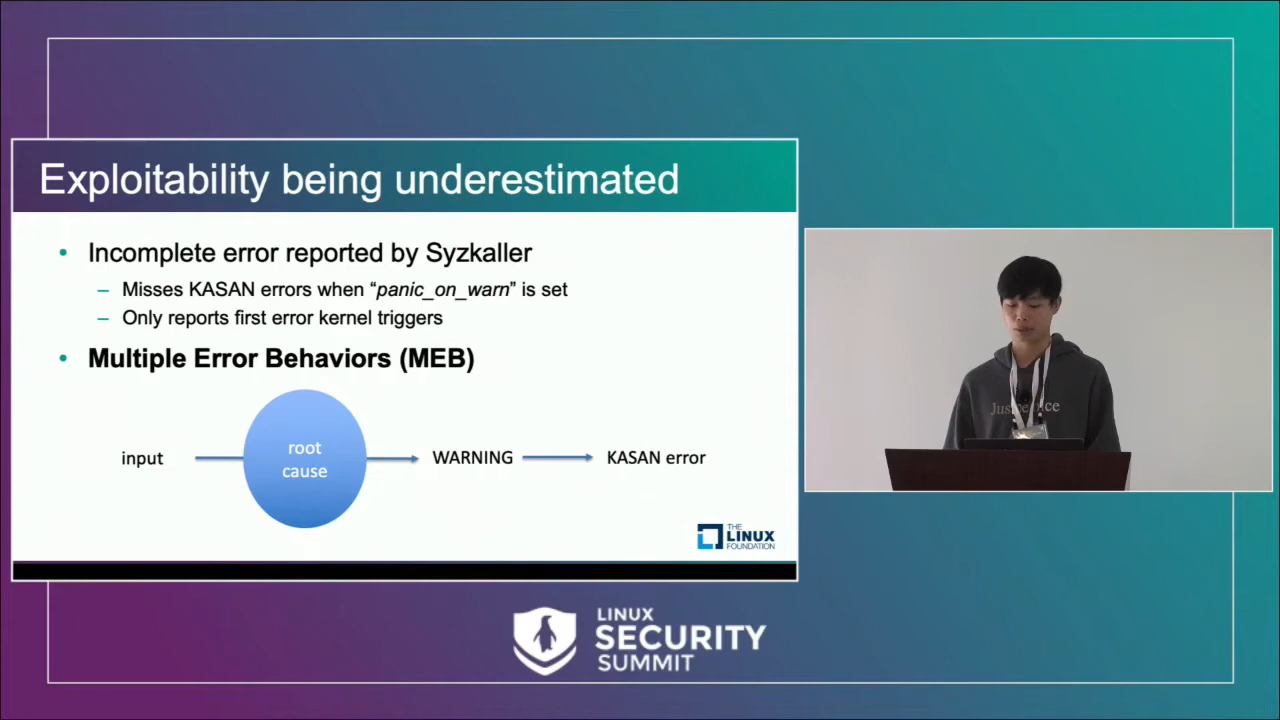 Exploitability being underestimated
• Incomplete error reported by Syzkaller
– Misses KASAN errors when “panic_on_warn” is set
– Only reports first error kernel triggers
• Multiple Error Behaviors (MEB)
input
root
cause
WARNING
KASAN error
THE
LINUX
FOUNDATION
LINUX
SECURITY
SUMMIT